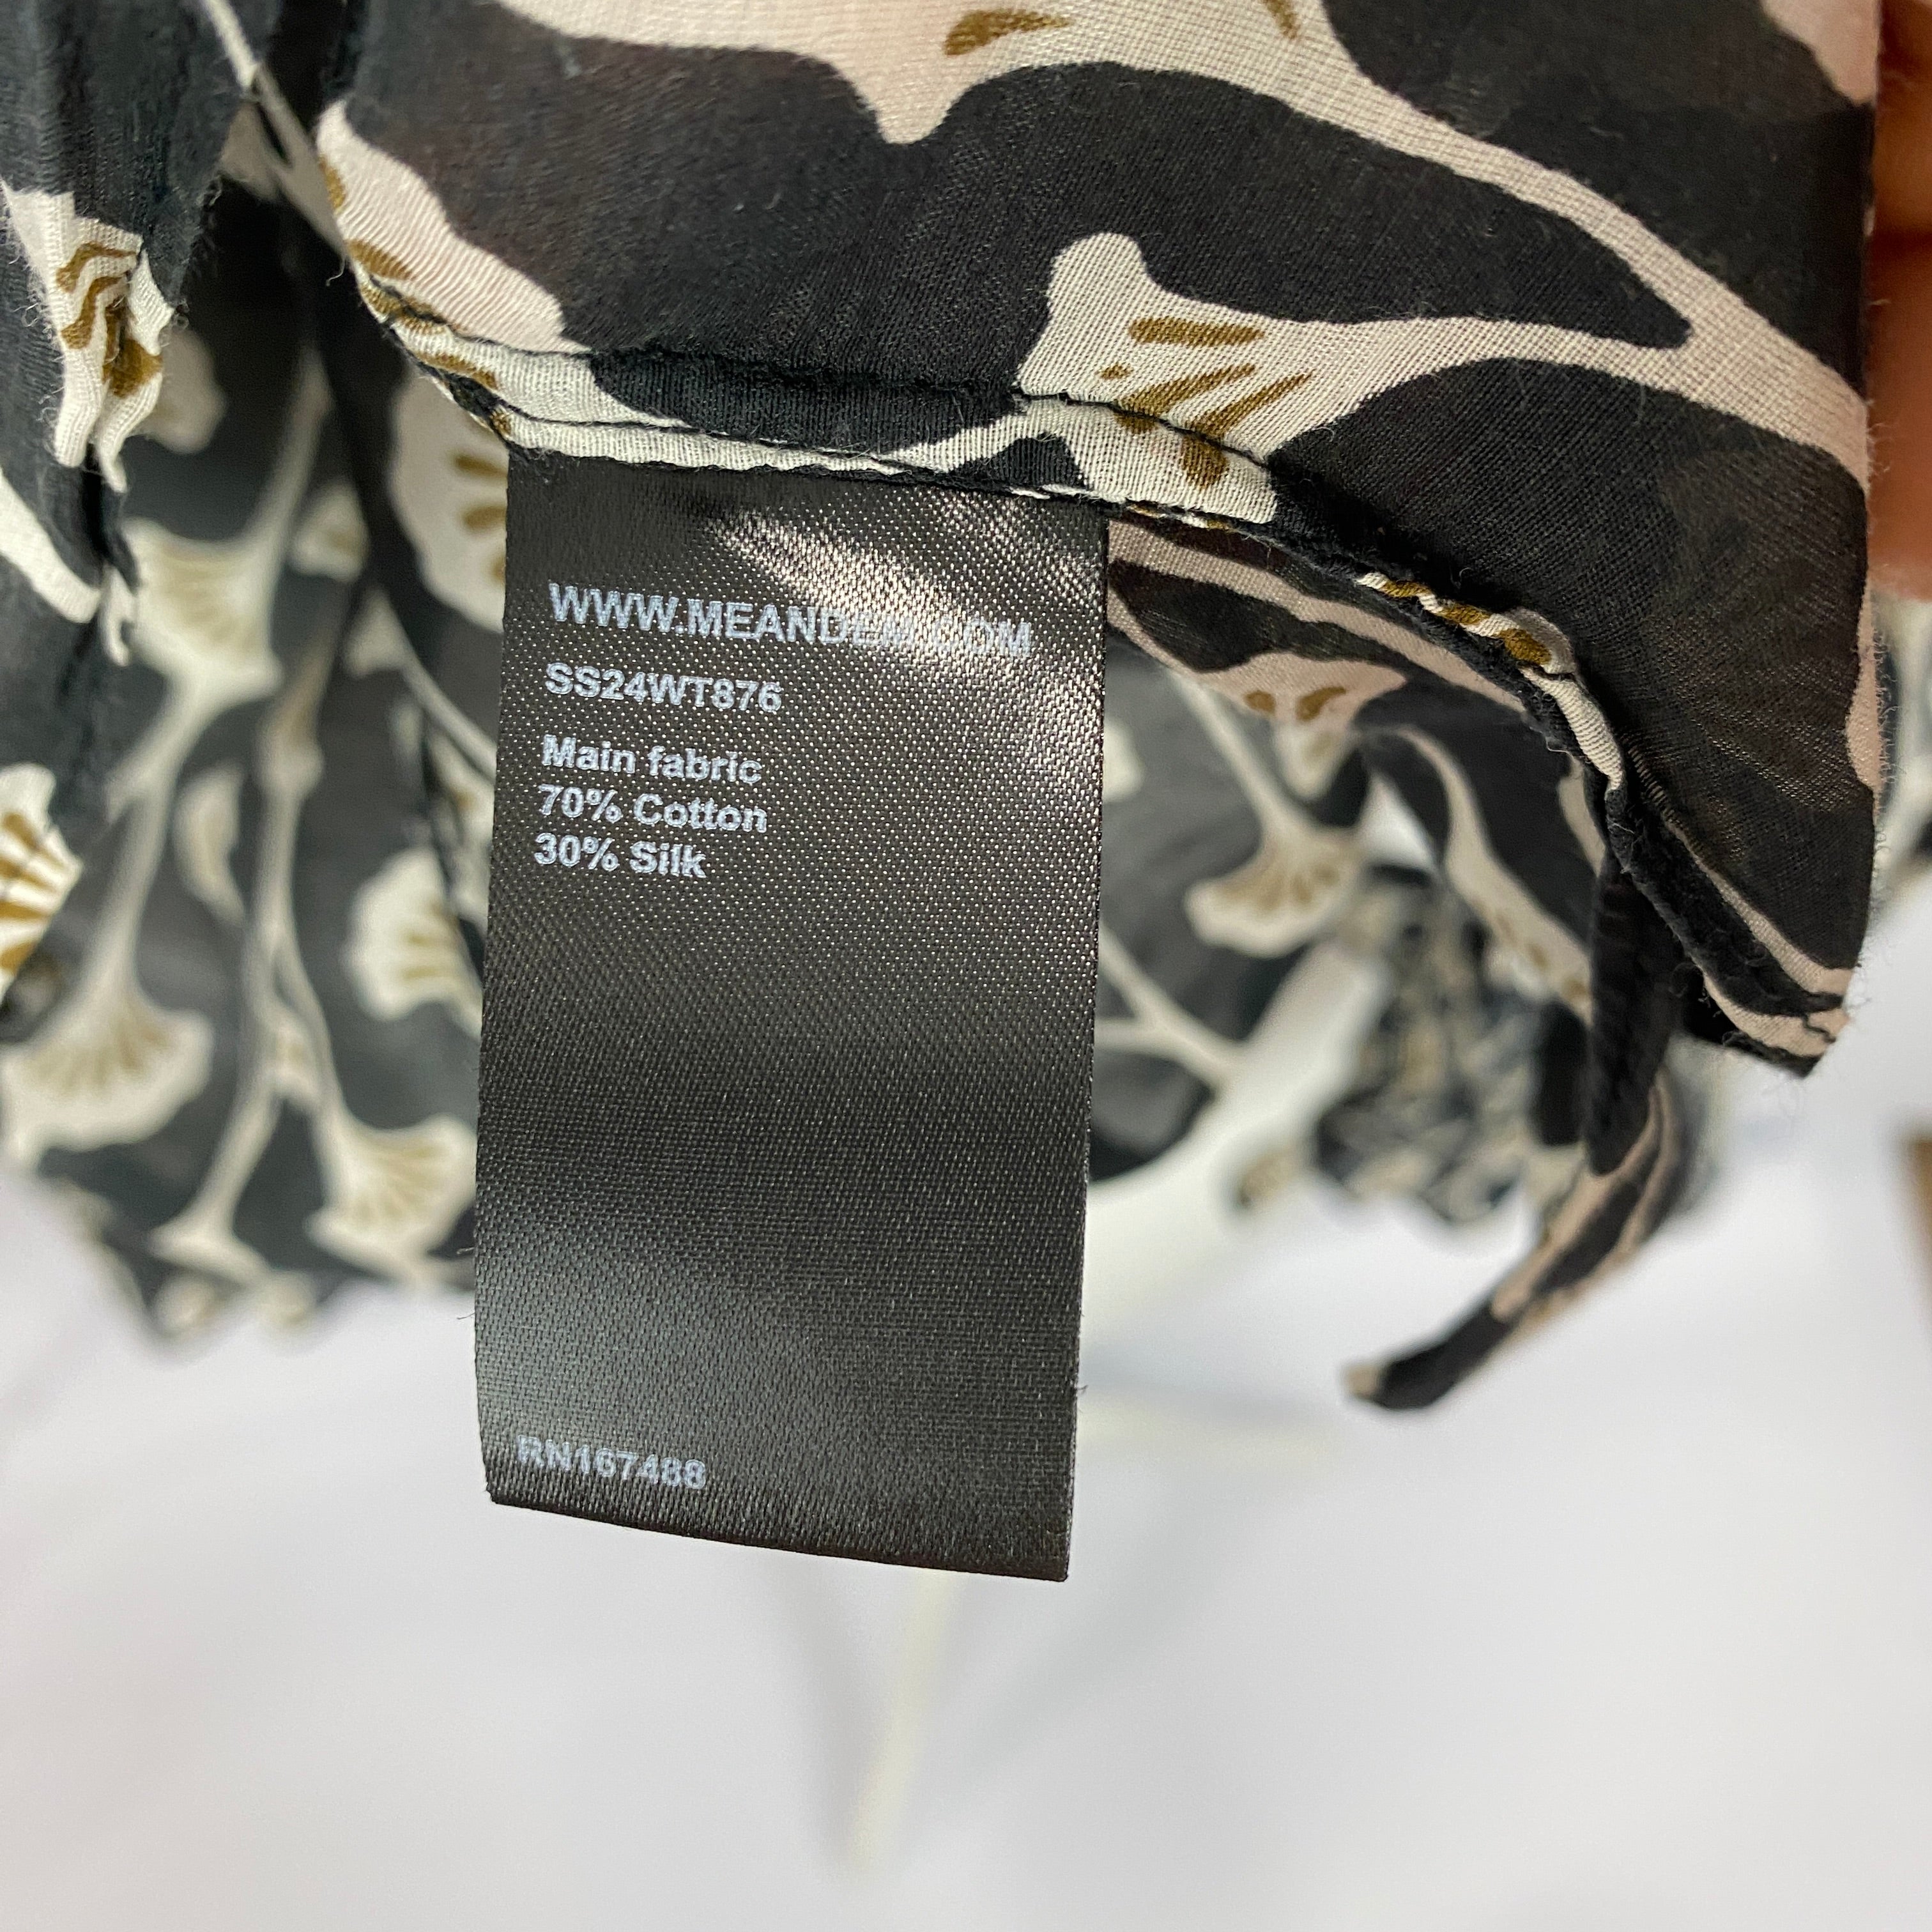 WWW.MEANDEM.COM
SS24WT876
Main fabric
70% Cotton
30% Silk
RN167488